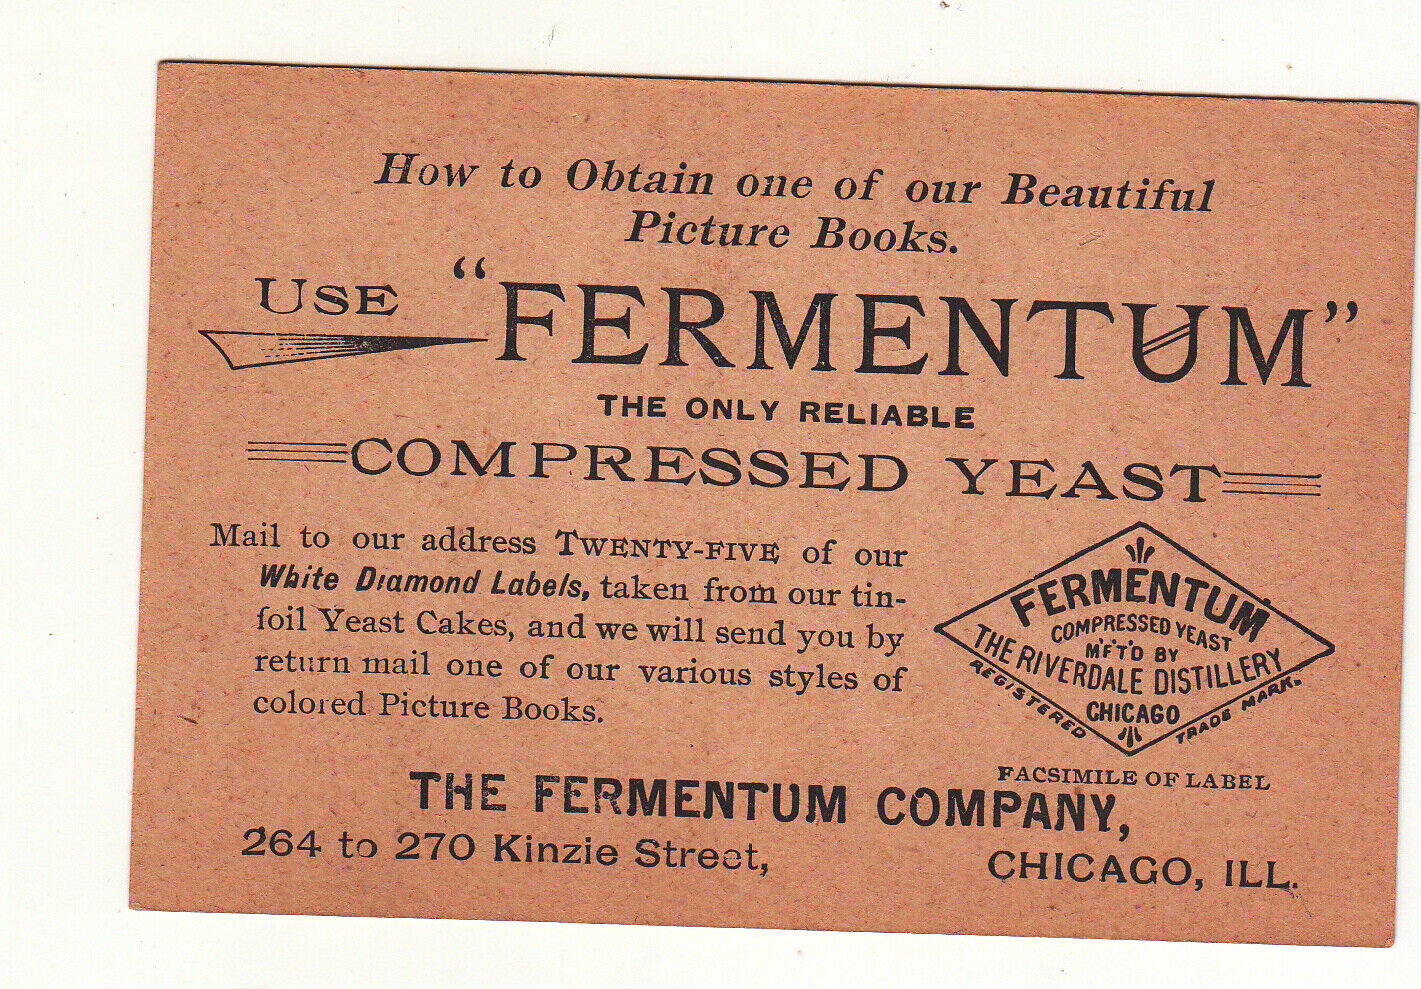 How to Obtain one of our Beautiful
Picture Books.
USE "FERMENTUM"
THE ONLY RELIABLE
COMPRESSED YEAST
Mail to our address TWENTY-FIVE of our
White Diamond Labels, taken from our tin-
foil Yeast Cakes, and we will send you by
return mail one of our various styles of
colored Picture Books.
FERMENTUM
COMPRESSED YEAST
M'F'T'D BY
THE RIVERDALE DISTILLERY
CHICAGO
REGISTERED TRADE MARK.
FACSIMILE OF LABEL
THE FERMENTUM COMPANY,
264 to 270 Kinzie Street, CHICAGO, ILL.